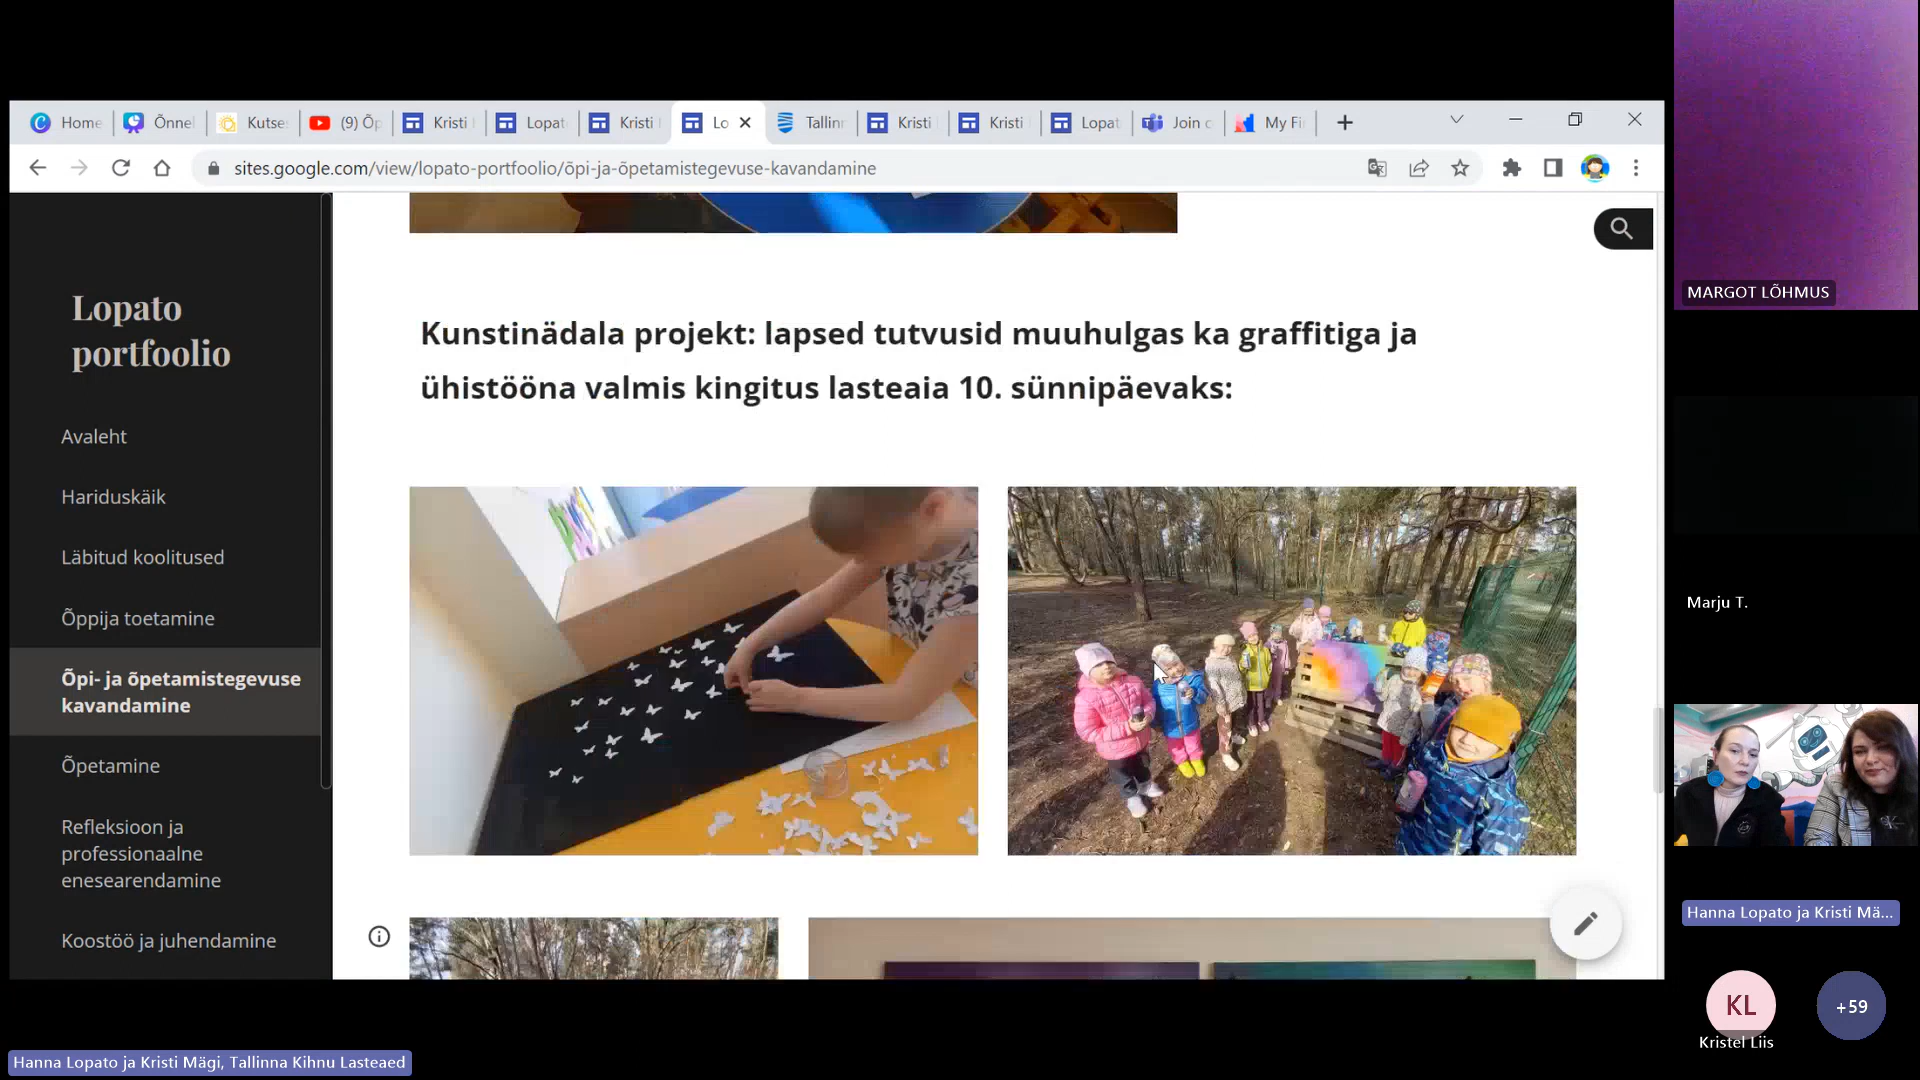 Home
Õnnel
Kutse
(9) Õp
Kristi
Lopat
Kristi
Lo
Tallinn
Kristi
Kristi
Lopat
Join c
My Fi
sites.google.com/view/lopato-portfoolio/õpi-ja-õpetamistegevuse-kavandamine
Lopato
portfoolio
Avaleht
Hariduskäik
Läbitud koolitused
Õppija toetamine
Õpi- ja õpetamistegevuse
kavandamine
Õpetamine
Refleksioon ja
professionaalne
enesearendamine
Koostöö ja juhendamine
Kunstinädala projekt: lapsed tutvusid muuhulgas ka graffitiga ja
ühistööna valmis kingitus lasteaia 10. sünnipäevaks:
MARGOT LÕHMUS
Marju T.
Hanna Lopato ja Kristi Mä...
KL
Kristel Liis
+59
Hanna Lopato ja Kristi Mägi, Tallinna Kihnu Lasteaed